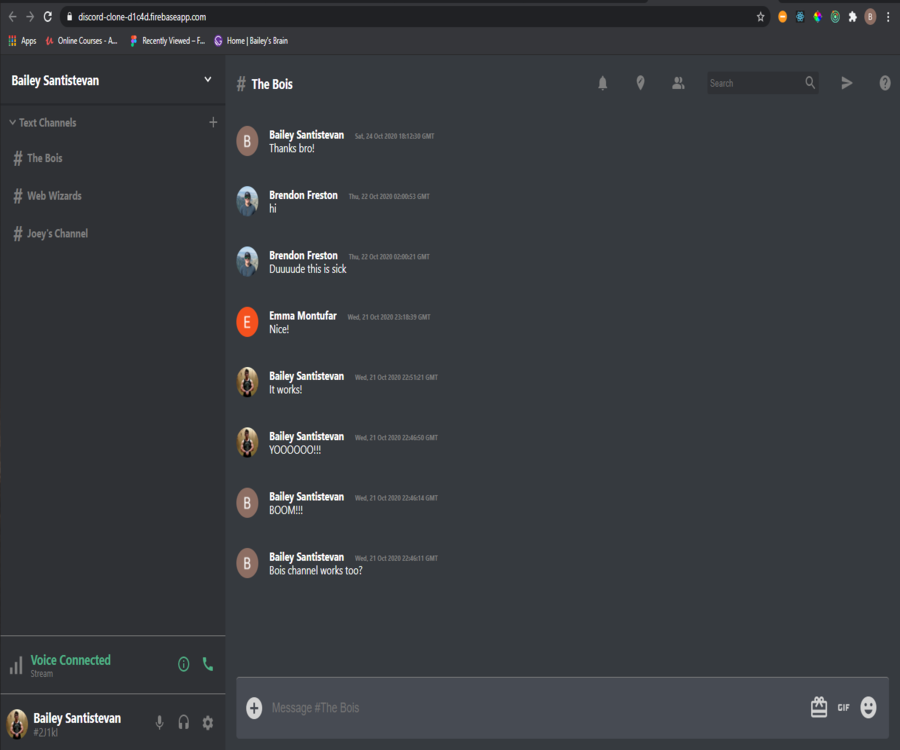 discord-clone-d1c4d.firebaseapp.com
B
Apps
Online Courses - A...
Recently Viewed – F...
Home | Bailey's Brain
Bailey Santistevan
# The Bois
Search
Text Channels +
# The Bois
# Web Wizards
# Joey's Channel
B
Bailey Santistevan Sat, 24 Oct 2020 18:12:30 GMT
Thanks bro!
Brendon Freston Thu, 22 Oct 2020 02:00:53 GMT
hi
Brendon Freston Thu, 22 Oct 2020 02:00:21 GMT
Duuuude this is sick
E
Emma Montufar Wed, 21 Oct 2020 23:18:39 GMT
Nice!
Bailey Santistevan Wed, 21 Oct 2020 22:51:21 GMT
It works!
Bailey Santistevan Wed, 21 Oct 2020 22:46:58 GMT
YOOOOOO!!!
B
Bailey Santistevan Wed, 21 Oct 2020 22:46:14 GMT
BOOM!!!
B
Bailey Santistevan Wed, 21 Oct 2020 22:46:11 GMT
Bois channel works too?
Voice Connected
Stream
Bailey Santistevan
#2J1kl
Message #The Bois
GIF